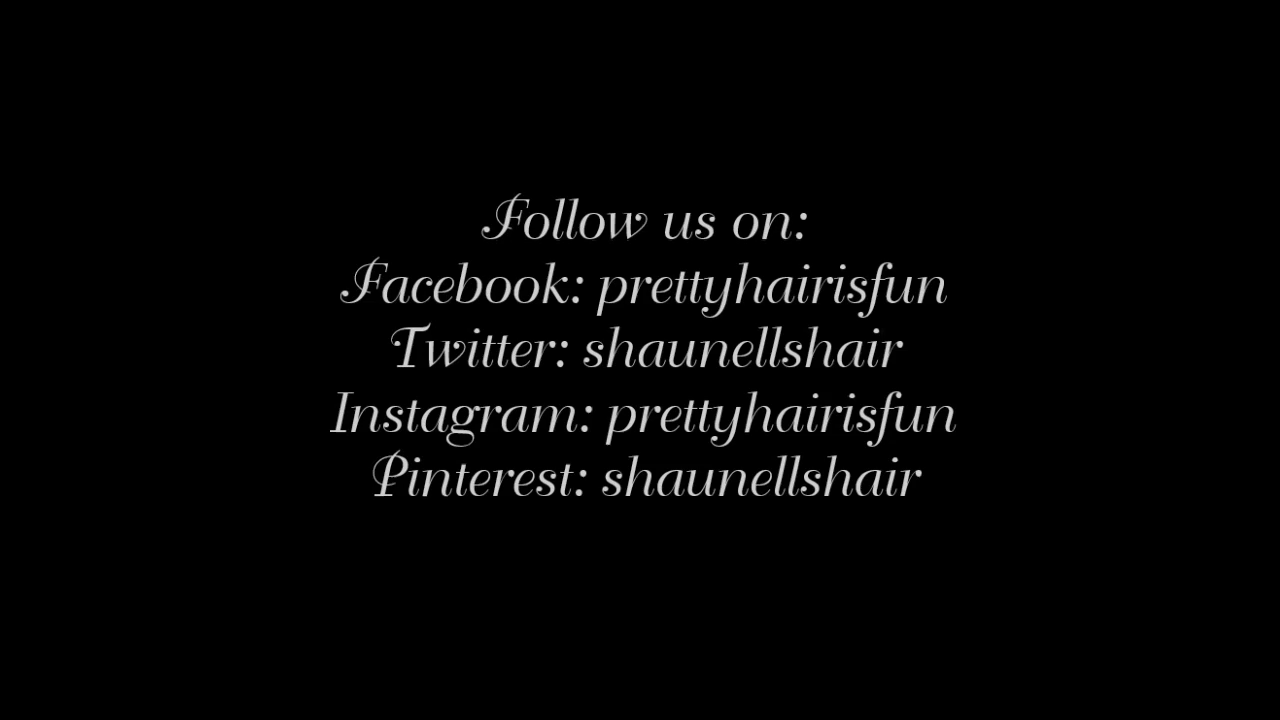 Follow us on:
Facebook: prettyhairisfun
Twitter: shaunellshair
Instagram: prettyhairisfun
Pinterest: shaunellshair